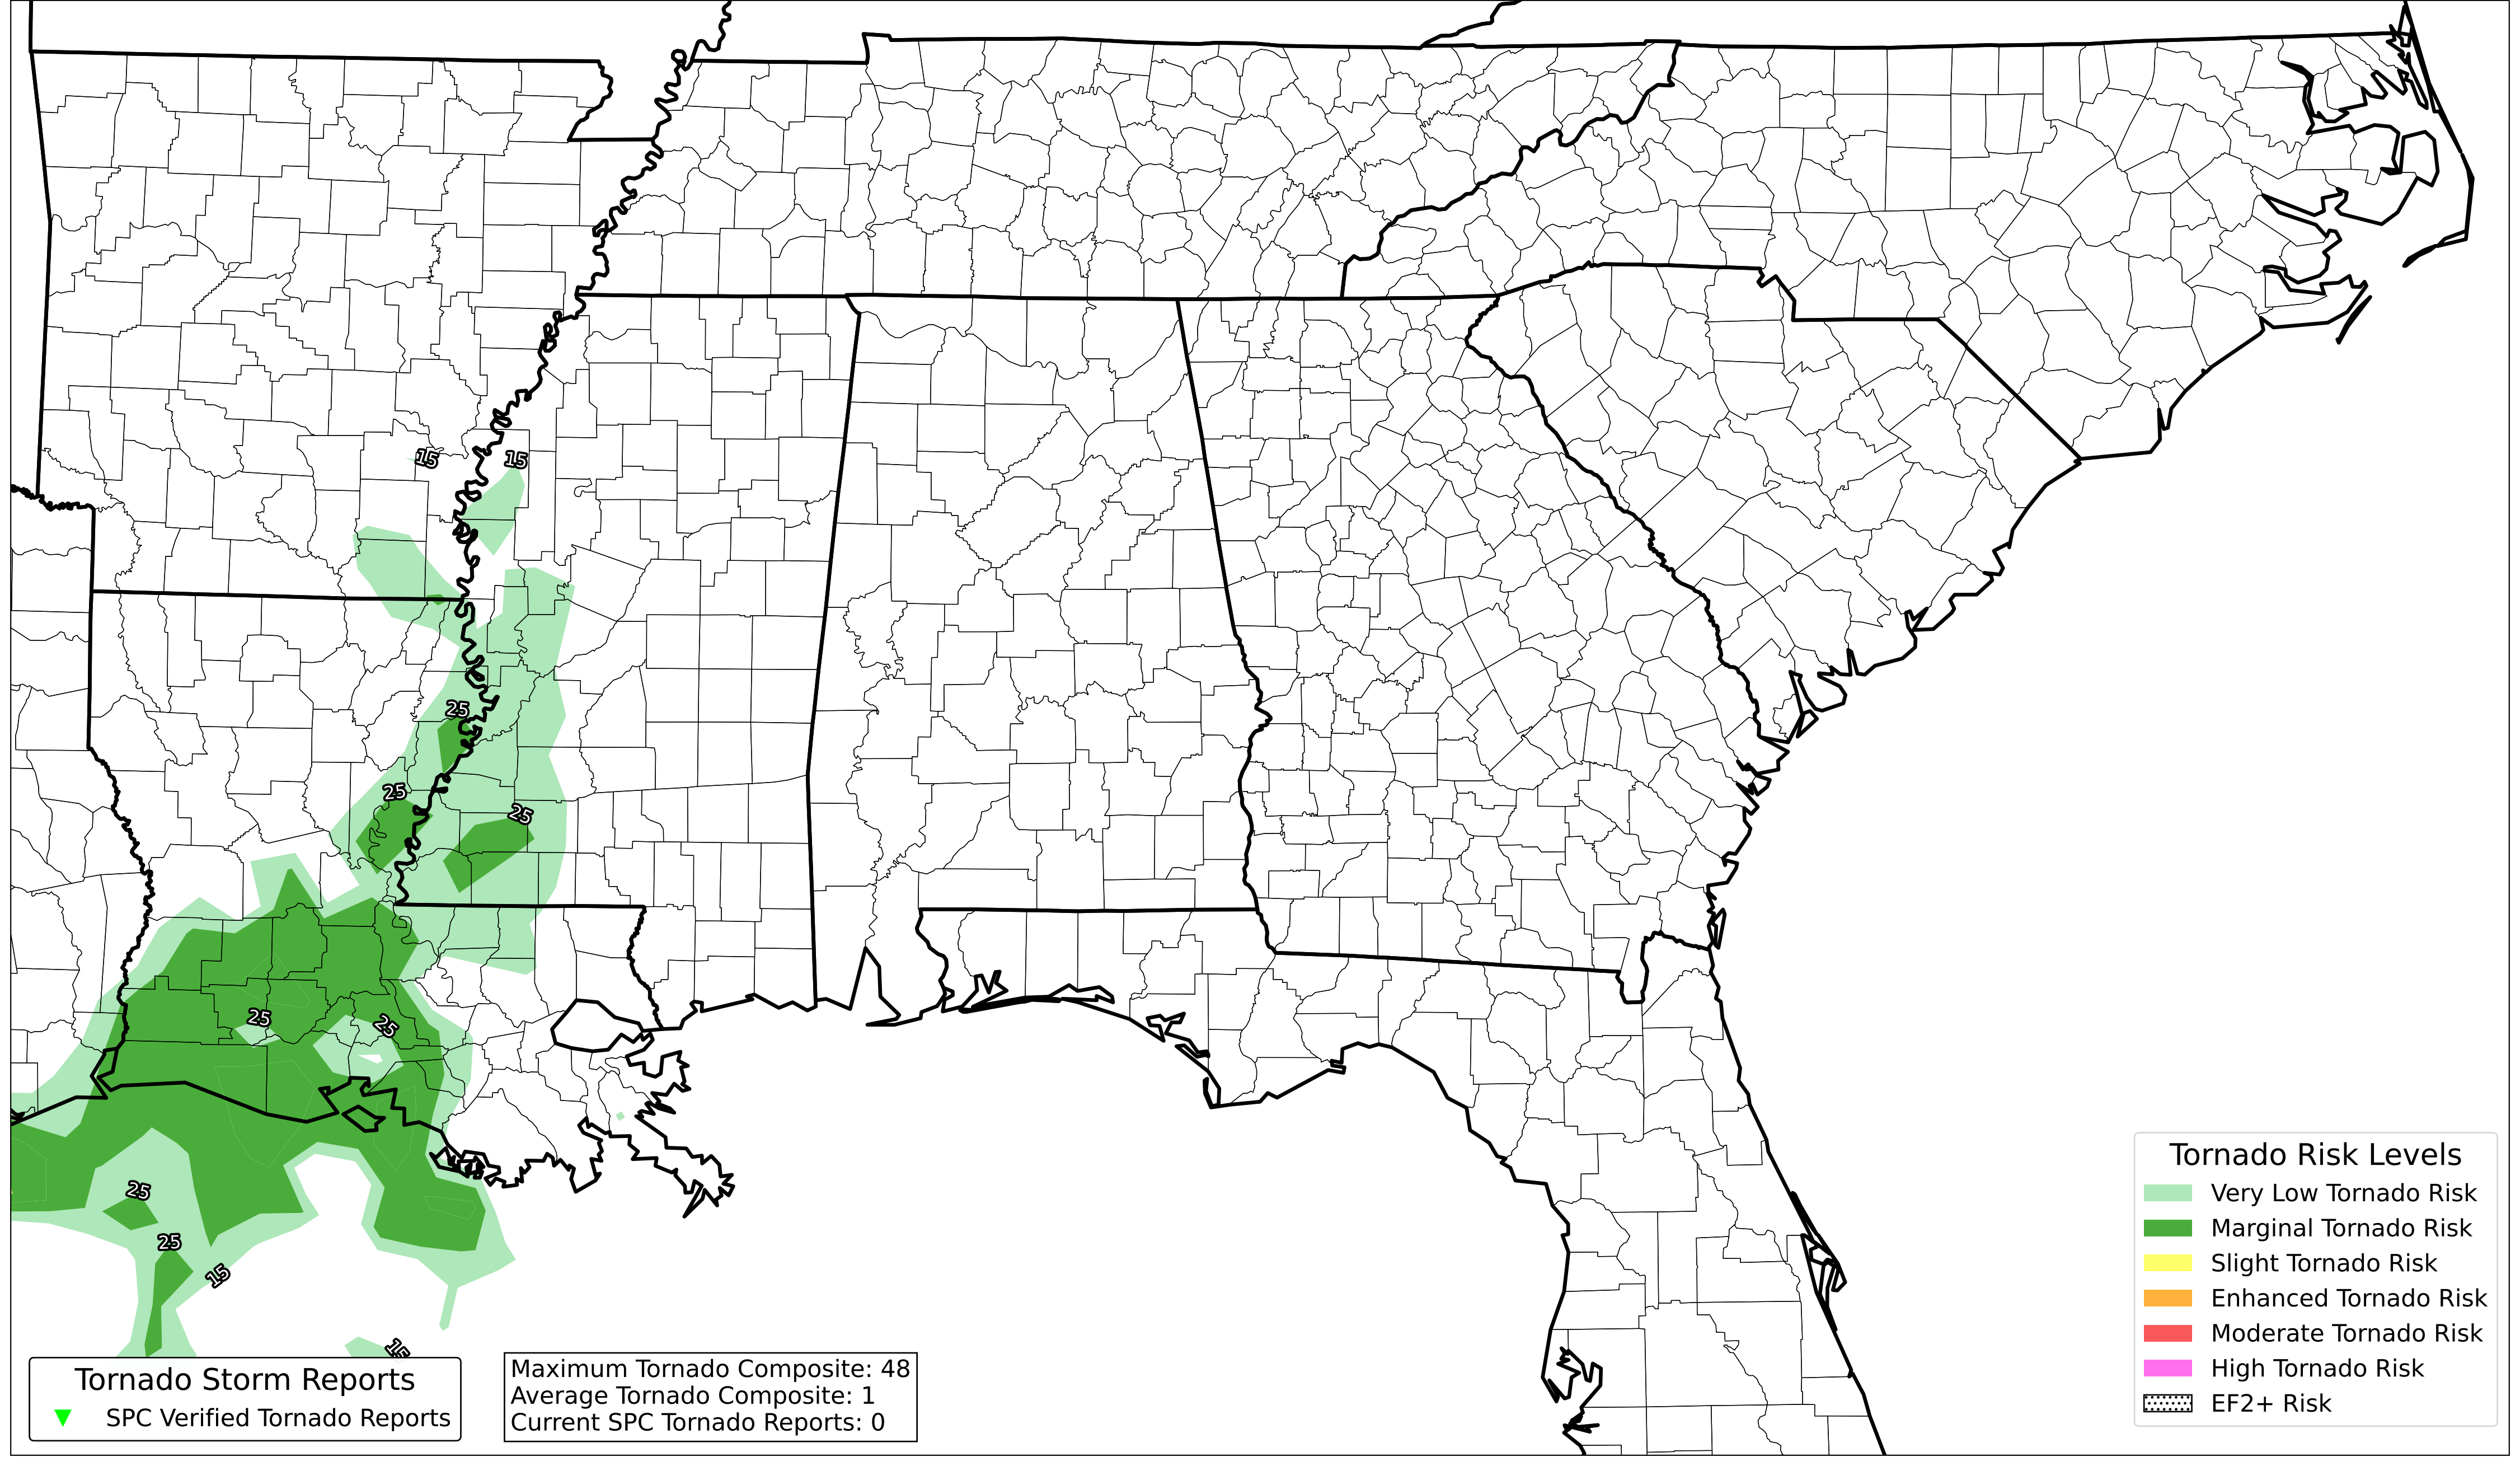 15
15
25
25
25
25
25
25
25
15
15
Tornado Storm Reports
SPC Verified Tornado Reports
Maximum Tornado Composite: 48
Average Tornado Composite: 1
Current SPC Tornado Reports: 0
Tornado Risk Levels
Very Low Tornado Risk
Marginal Tornado Risk
Slight Tornado Risk
Enhanced Tornado Risk
Moderate Tornado Risk
High Tornado Risk
EF2+ Risk